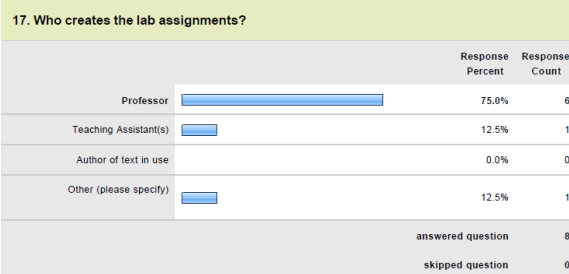 17. Who creates the lab assignments?
Response Percent Response Count
Professor 75.0% 6
Teaching Assistant(s) 12.5% 1
Author of text in use 0.0% 0
Other (please specify) 12.5% 1
answered question 8
skipped question 0